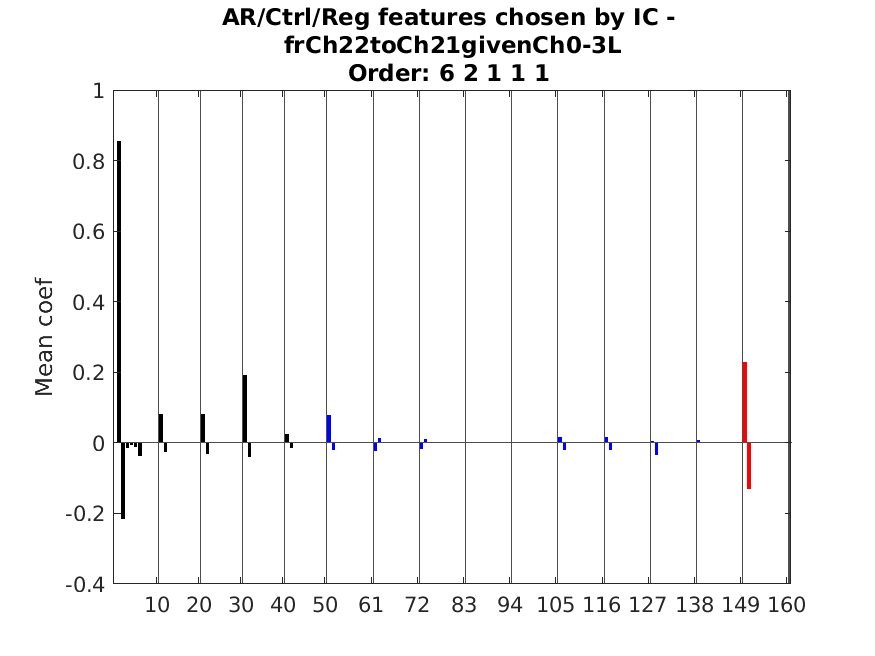 AR/Ctrl/Reg features chosen by IC -
frCh22toCh21givenCh0-3L
Order: 6 2 1 1 1
1
0.8
0.6
0.4
0.2
0
-0.2
-0.4
Mean coef
10 20 30 40 50 61 72 83 94 105 116 127 138 149 160